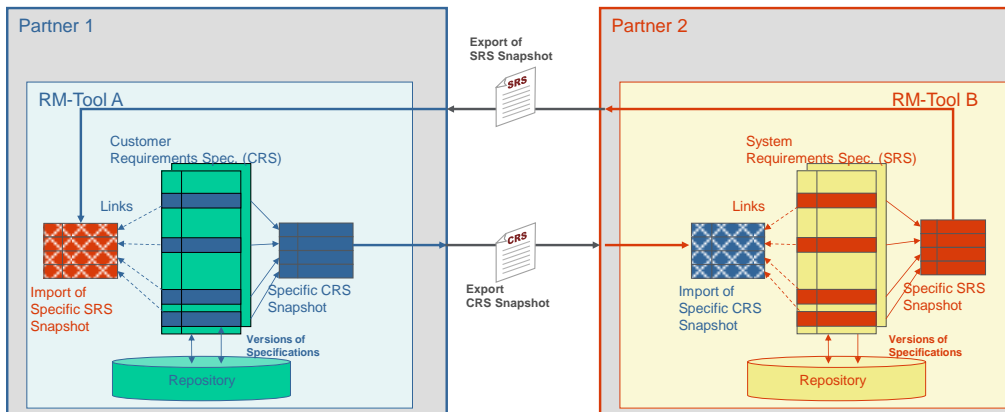 Partner 1
Partner 2
Export of
SRS Snapshot
SRS
RM-Tool A
RM-Tool B
Customer
Requirements Spec. (CRS)
System
Requirements Spec. (SRS)
Links
Links
CRS
Import of
Specific SRS
Snapshot
Specific CRS
Snapshot
Export
CRS Snapshot
Import of
Specific CRS
Snapshot
Specific SRS
Snapshot
Versions of
Specifications
Versions of
Specifications
Repository
Repository